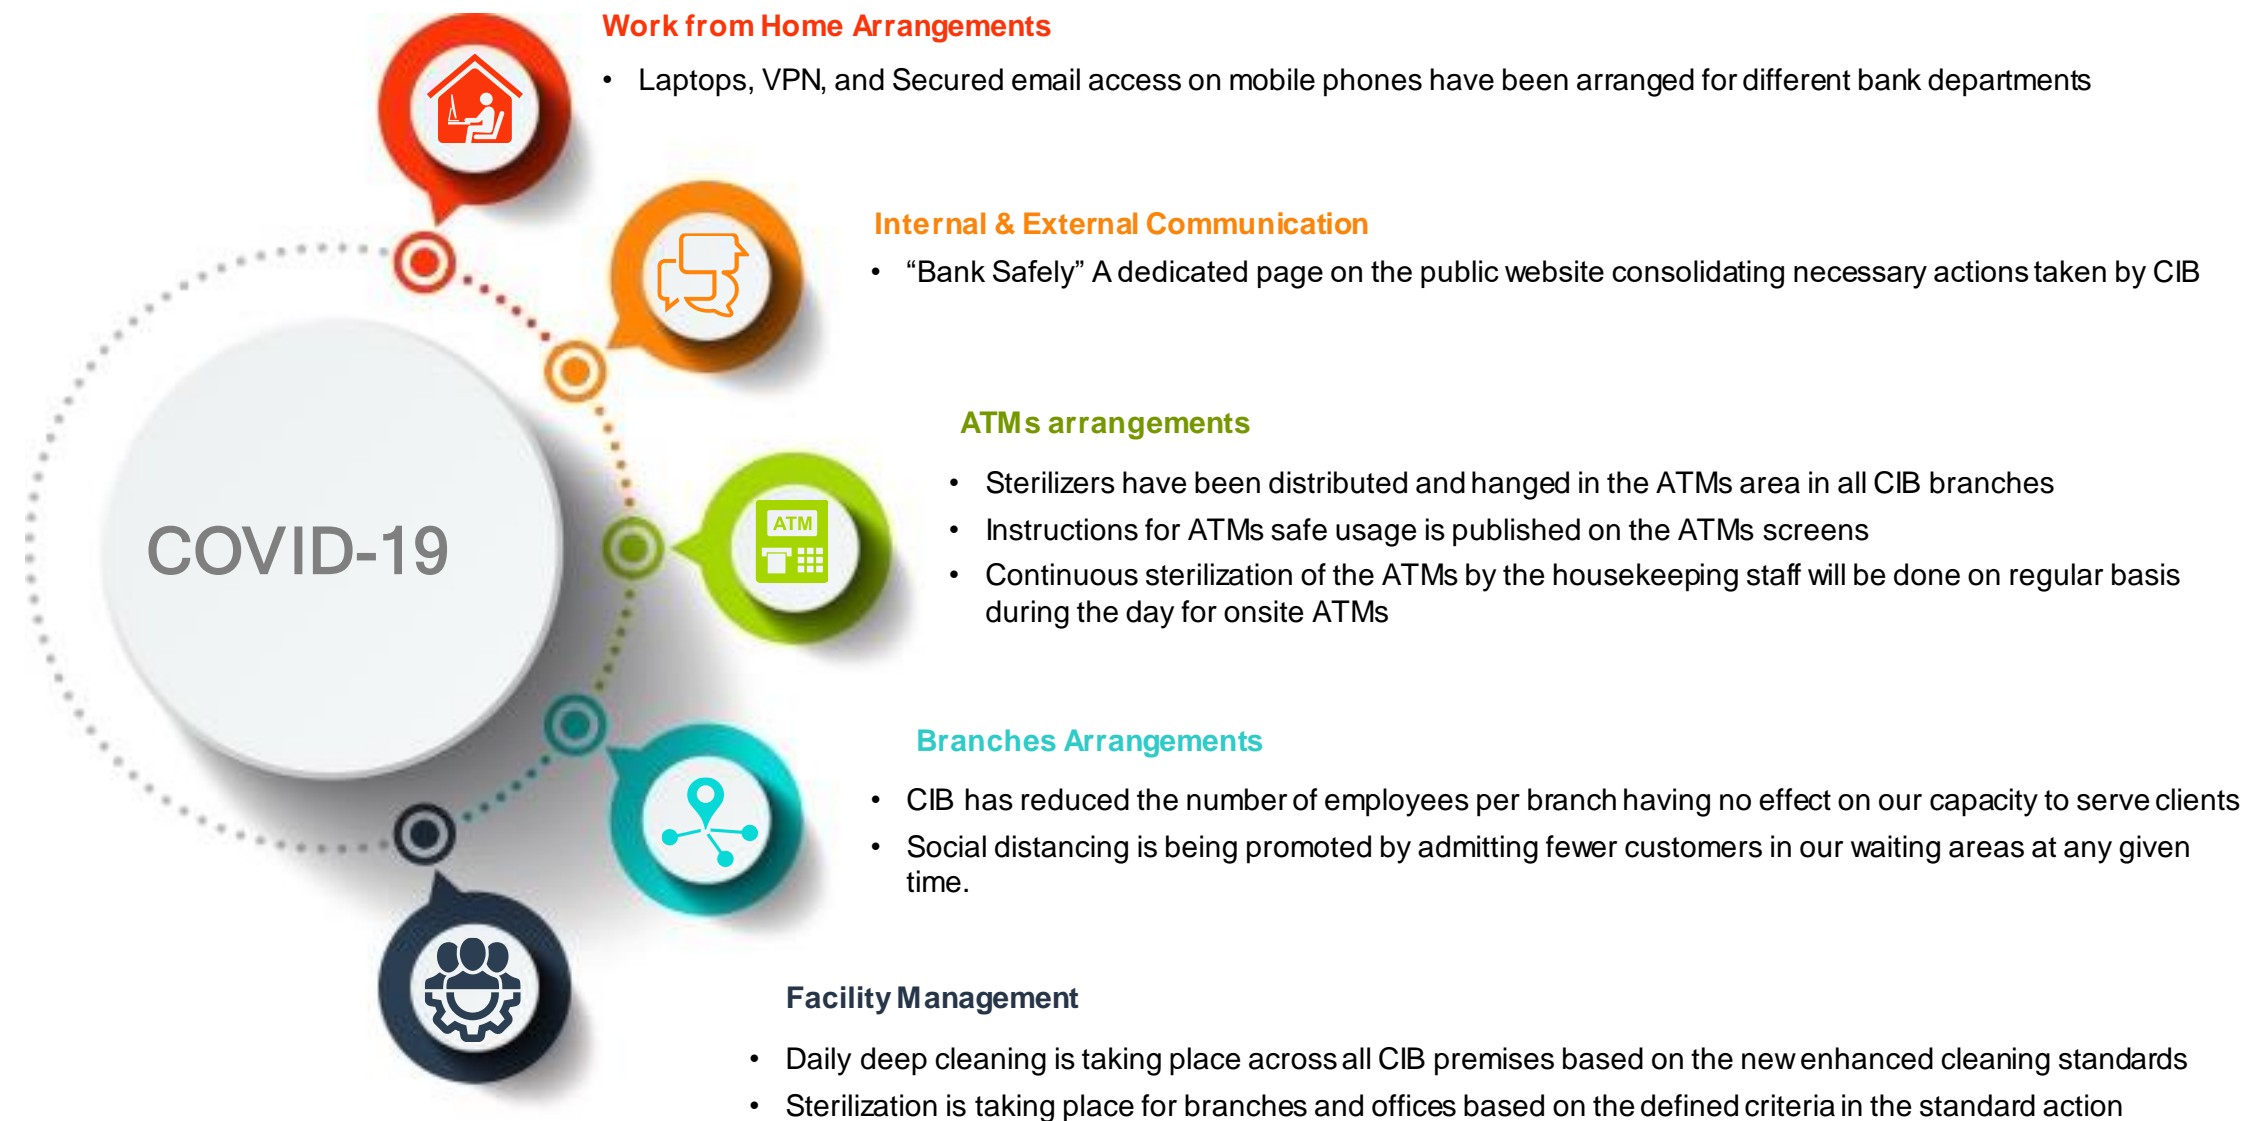 Work from Home Arrangements
• Laptops, VPN, and Secured email access on mobile phones have been arranged for different bank departments
Internal & External Communication
• “Bank Safely” A dedicated page on the public website consolidating necessary actions taken by CIB
ATMs arrangements
• Sterilizers have been distributed and hanged in the ATMs area in all CIB branches
• Instructions for ATMs safe usage is published on the ATMs screens
• Continuous sterilization of the ATMs by the housekeeping staff will be done on regular basis
during the day for onsite ATMs
ATM
COVID-19
Branches Arrangements
• CIB has reduced the number of employees per branch having no effect on our capacity to serve clients
• Social distancing is being promoted by admitting fewer customers in our waiting areas at any given
time.
Facility Management
• Daily deep cleaning is taking place across all CIB premises based on the new enhanced cleaning standards
• Sterilization is taking place for branches and offices based on the defined criteria in the standard action